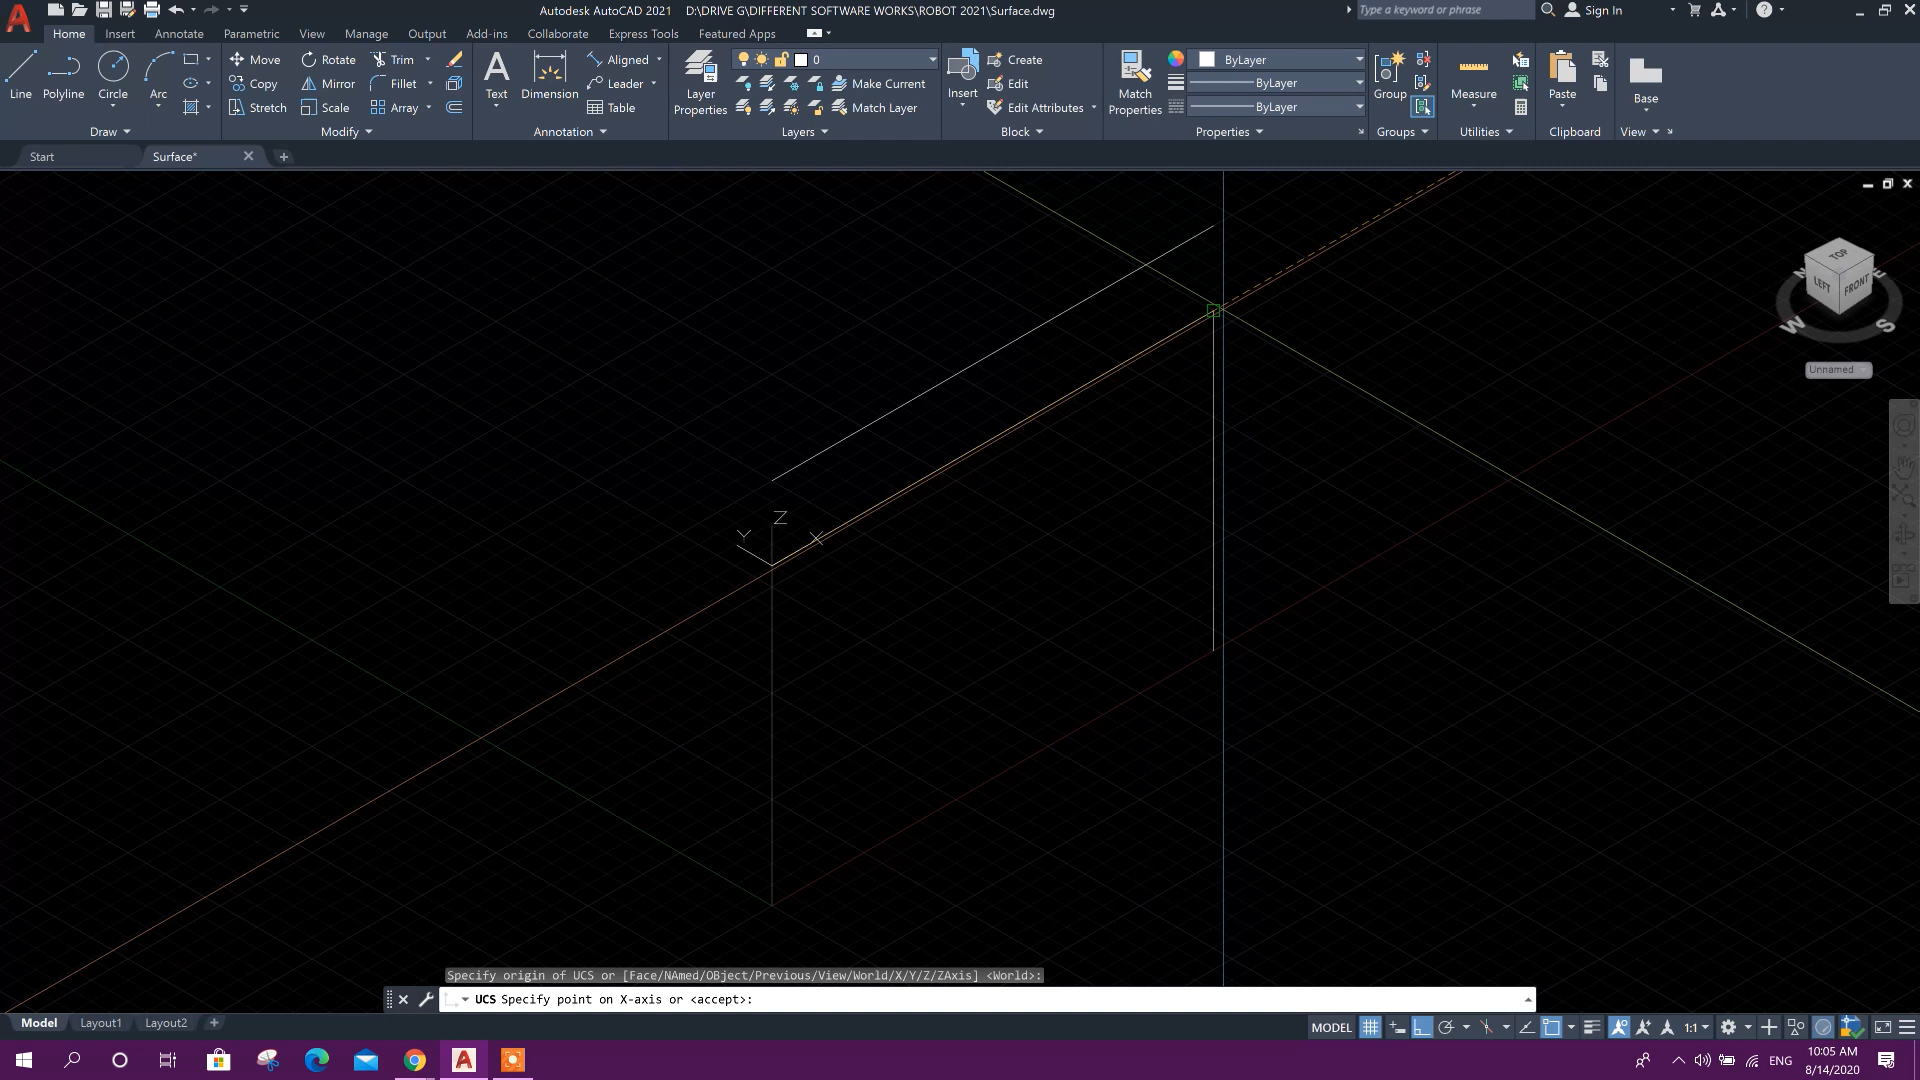 Autodesk AutoCAD 2021 D:\DRIVE G\DIFFERENT SOFTWARE WORKS\ROBOT 2021\Surface.dwg
Type a keyword or phrase
Sign In
Home Insert Annotate Parametric View Manage Output Add-ins Collaborate Express Tools Featured Apps
Line Polyline Circle Arc
Move Rotate Trim
Copy Mirror Fillet
Stretch Scale Array
Text Dimension
Aligned
Leader
Table
Layer Properties
0
Make Current
Match Layer
Insert
Create
Edit
Edit Attributes
Match Properties
ByLayer
ByLayer
ByLayer
Group
Measure
Paste
Base
Draw Modify Annotation Layers Block Properties Groups Utilities Clipboard View
Start Surface*
TOP
LEFT FRONT
N E
W S
Unnamed
Z
Y X
Specify origin of UCS or [Face/NAmed/OBject/Previous/View/World/X/Y/Z/ZAxis] <World>:
UCS Specify point on X-axis or <accept>:
Model Layout1 Layout2
MODEL 1:1
ENG
10:05 AM
8/14/2020